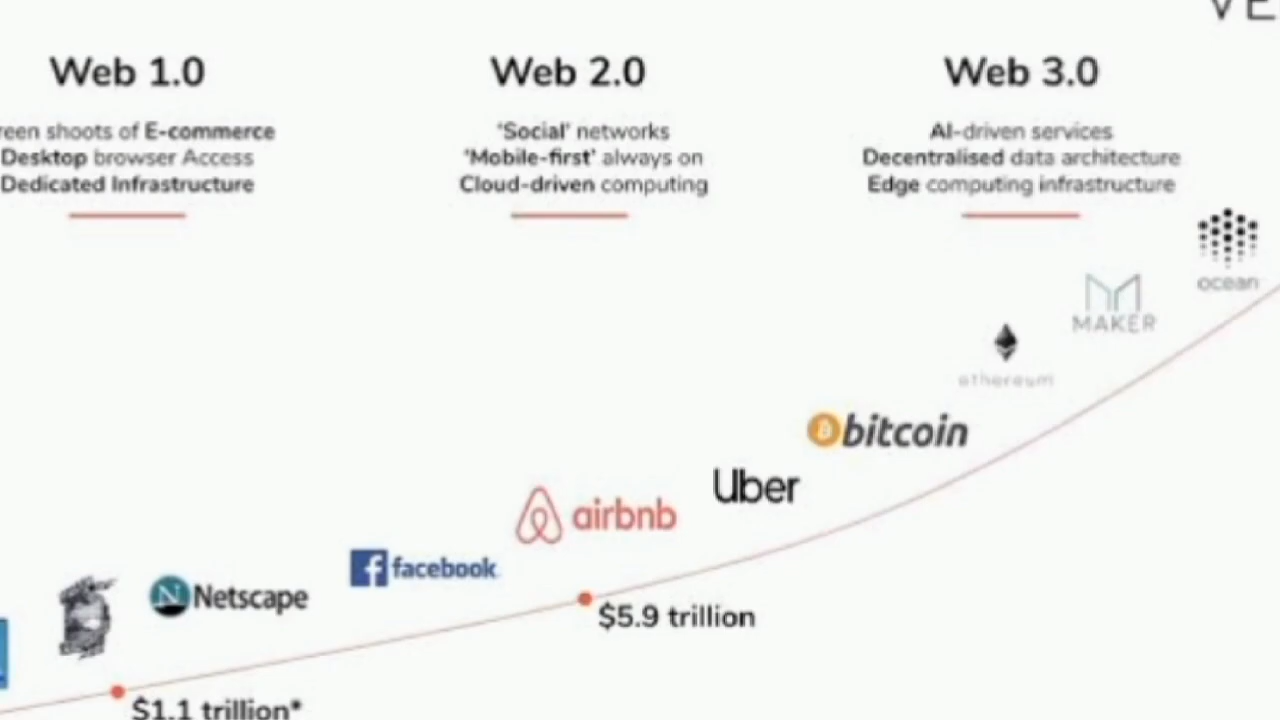 VE
Web 1.0
reen shoots of E-commerce
Desktop browser Access
Dedicated Infrastructure
Web 2.0
'Social' networks
'Mobile-first' always on
Cloud-driven computing
Web 3.0
AI-driven services
Decentralised data architecture
Edge computing infrastructure
ocean
MAKER
ethereum
bitcoin
Uber
airbnb
facebook
Netscape
$5.9 trillion
$1.1 trillion*